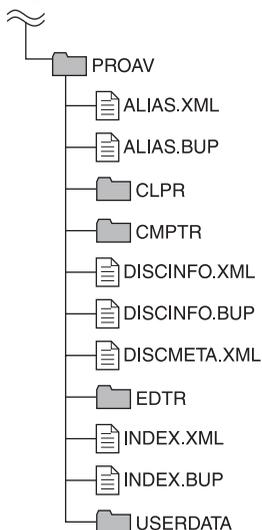 PROAV
ALIAS.XML
ALIAS.BUP
CLPR
CMPTR
DISCINFO.XML
DISCINFO.BUP
DISCMETA.XML
EDTR
INDEX.XML
INDEX.BUP
USERDATA